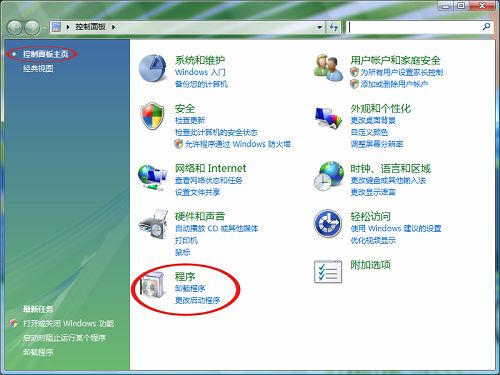 控制面板
控制面板主页
经典视图
系统和维护
Windows 入门
备份您的计算机
安全
检查更新
检查此计算机的安全状态
允许程序通过 Windows 防火墙
网络和 Internet
查看网络状态和任务
设置文件共享
硬件和声音
自动播放 CD 或其他媒体
打印机
鼠标
程序
卸载程序
更改启动程序
用户帐户和家庭安全
为所有用户设置家长控制
添加或删除用户帐户
外观和个性化
更改桌面背景
自定义颜色
调整屏幕分辨率
时钟、语言和区域
更改键盘或其他输入法
更改显示语言
轻松访问
使用 Windows 建议的设置
优化视频显示
附加选项
最新任务
打开或关闭 Windows 功能
启动时阻止运行某个程序
卸载程序